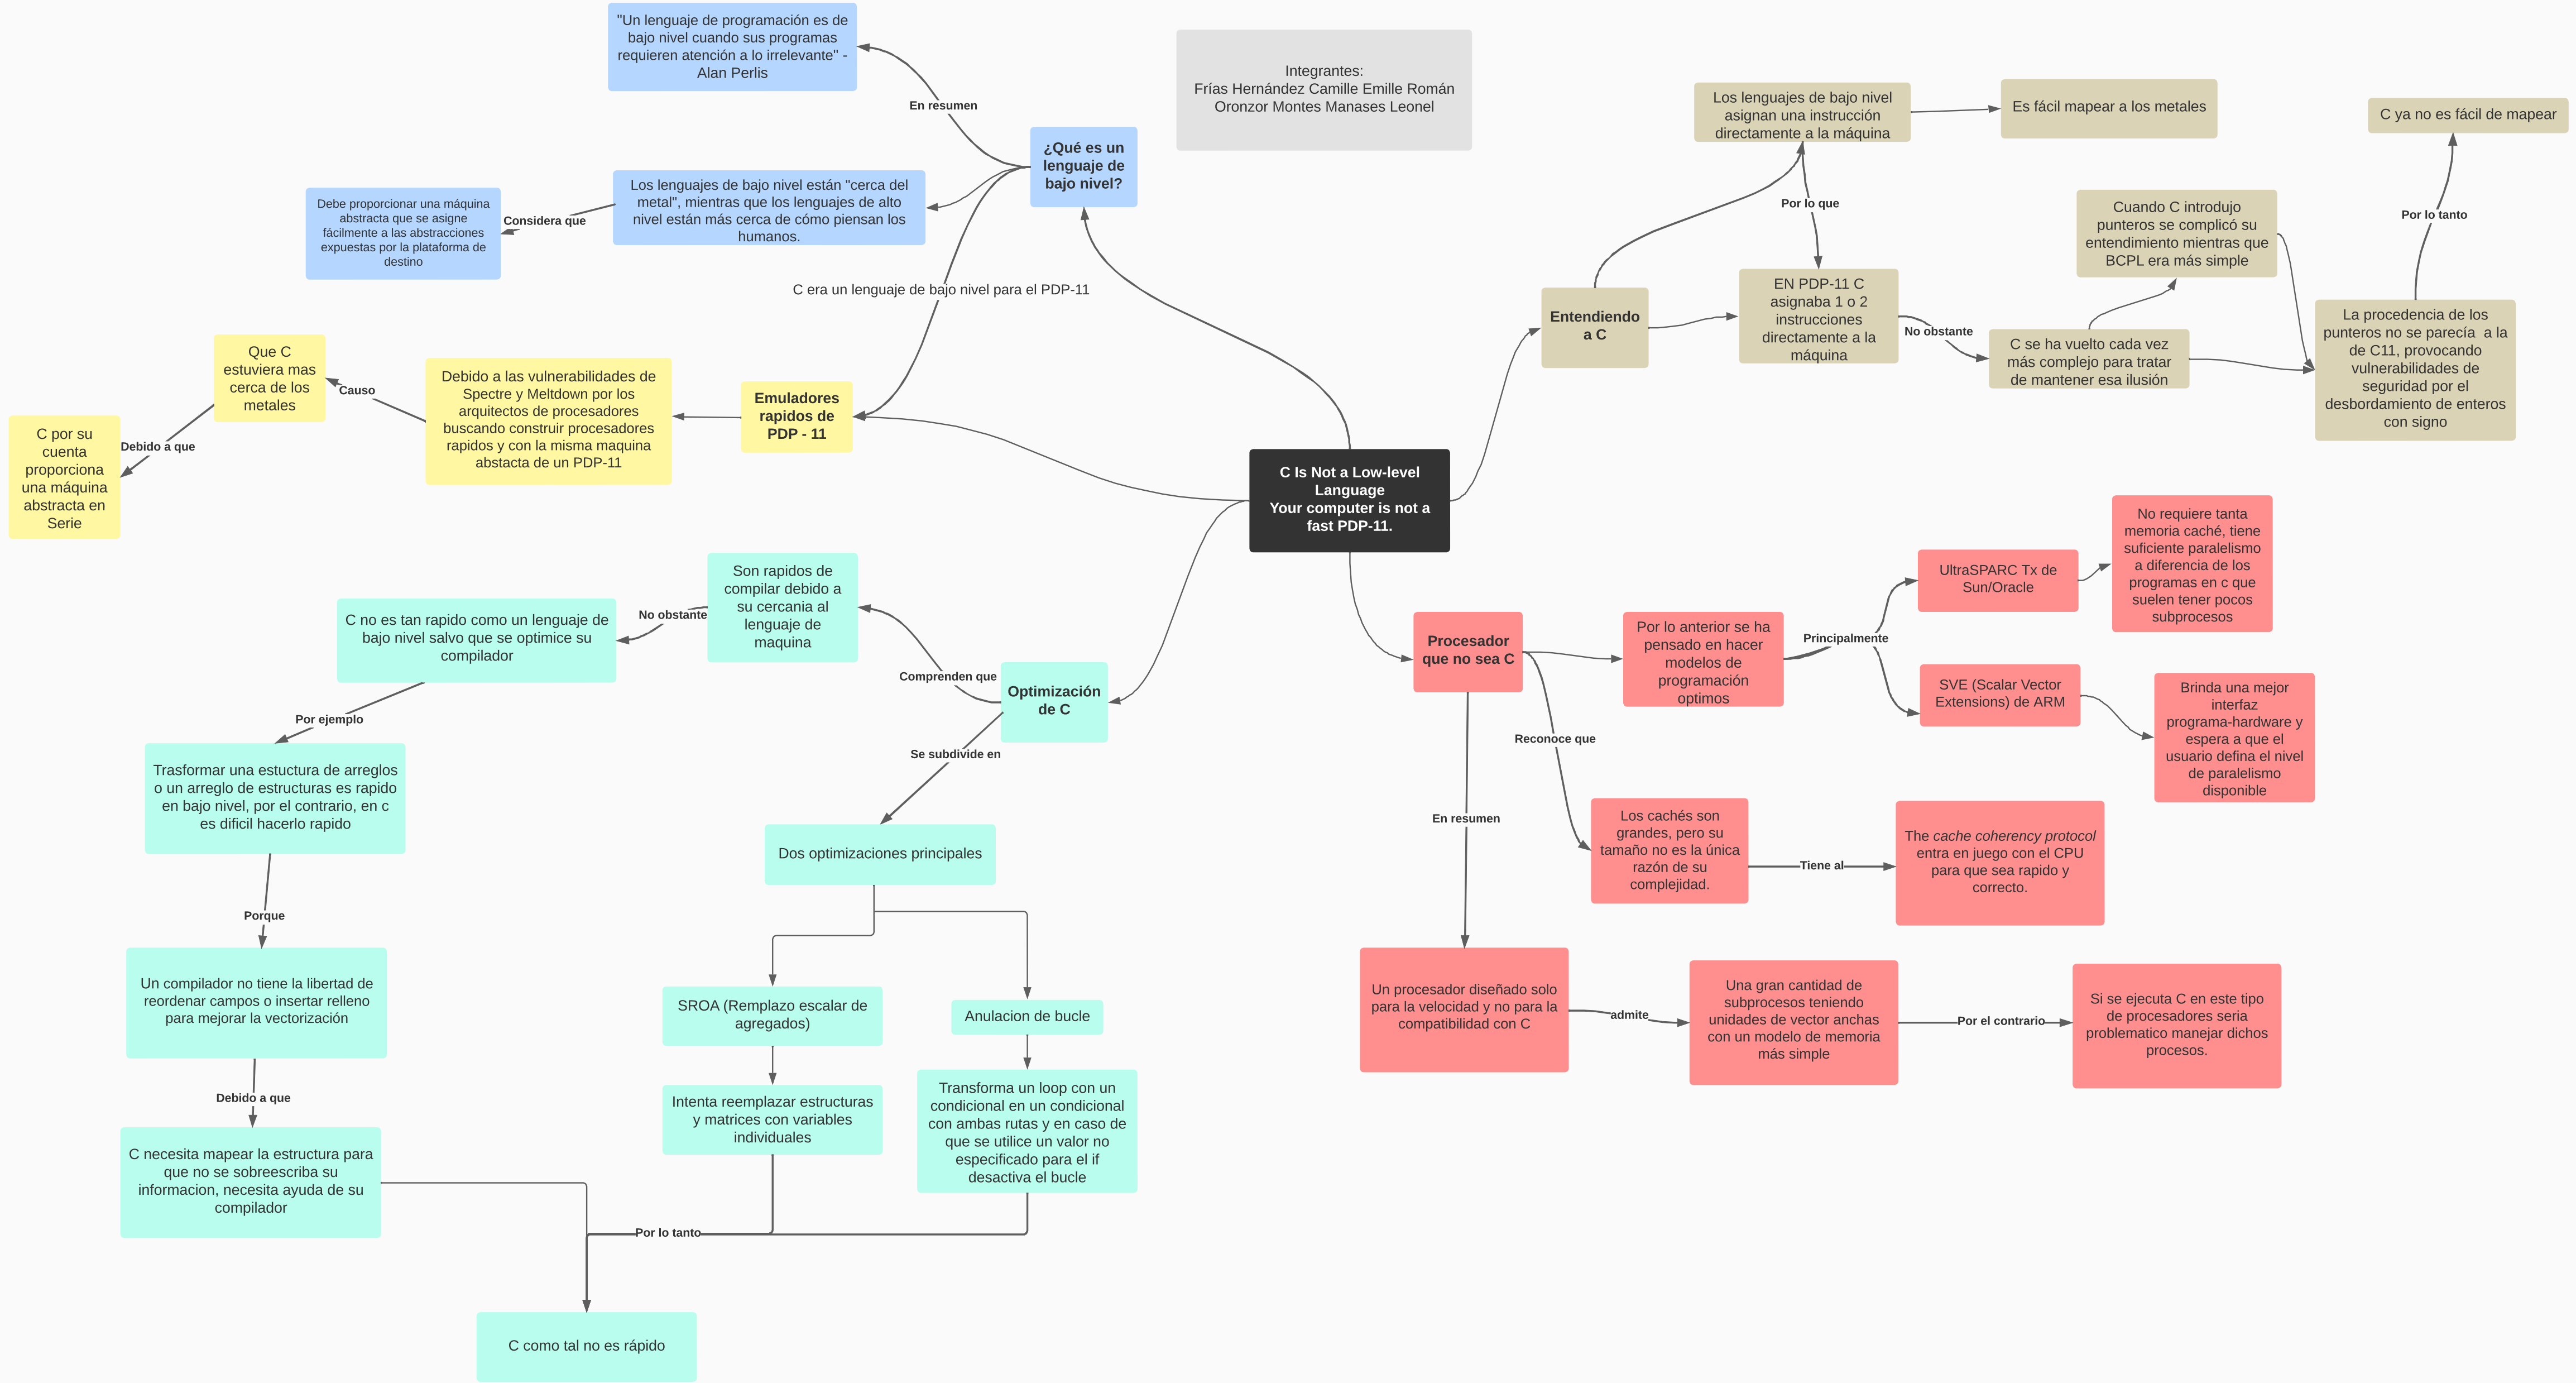 "Un lenguaje de programación es de
bajo nivel cuando sus programas
requieren atención a lo irrelevante" -
Alan Perlis
En resumen
Integrantes:
Frías Hernández Camille Emille Román
Oronzor Montes Manases Leonel
¿Qué es un
lenguaje de
bajo nivel?
Los lenguajes de bajo nivel están "cerca del
metal", mientras que los lenguajes de alto
nivel están más cerca de cómo piensan los
humanos.
Considera que
Debe proporcionar una máquina
abstracta que se asigne
fácilmente a las abstracciones
expuestas por la plataforma de
destino
C era un lenguaje de bajo nivel para el PDP-11
Emuladores
rapidos de
PDP - 11
Debido a las vulnerabilidades de
Spectre y Meltdown por los
arquitectos de procesadores
buscando construir procesadores
rapidos y con la misma maquina
abstacta de un PDP-11
Causo
Que C
estuviera mas
cerca de los
metales
Debido a que
C por su
cuenta
proporciona
una máquina
abstracta en
Serie
C Is Not a Low-level
Language
Your computer is not a
fast PDP-11.
Entendiendo
a C
Los lenguajes de bajo nivel
asignan una instrucción
directamente a la máquina
Es fácil mapear a los metales
Por lo que
EN PDP-11 C
asignaba 1 o 2
instrucciones
directamente a la
máquina
No obstante
C se ha vuelto cada vez
más complejo para tratar
de mantener esa ilusión
Cuando C introdujo
punteros se complicó su
entendimiento mientras que
BCPL era más simple
La procedencia de los
punteros no se parecía  a la
de C11, provocando
vulnerabilidades de
seguridad por el
desbordamiento de enteros
con signo
Por lo tanto
C ya no es fácil de mapear
Optimización
de C
Comprenden que
Son rapidos de
compilar debido a
su cercania al
lenguaje de
maquina
No obstante
C no es tan rapido como un lenguaje de
bajo nivel salvo que se optimice su
compilador
Por ejemplo
Trasformar una estuctura de arreglos
o un arreglo de estructuras es rapido
en bajo nivel, por el contrario, en c
es dificil hacerlo rapido
Porque
Un compilador no tiene la libertad de
reordenar campos o insertar relleno
para mejorar la vectorización
Debido a que
C necesita mapear la estructura para
que no se sobreescriba su
informacion, necesita ayuda de su
compilador
Se subdivide en
Dos optimizaciones principales
SROA (Remplazo escalar de
agregados)
Intenta reemplazar estructuras
y matrices con variables
individuales
Anulacion de bucle
Transforma un loop con un
condicional en un condicional
con ambas rutas y en caso de
que se utilice un valor no
especificado para el if
desactiva el bucle
Por lo tanto
C como tal no es rápido
Procesador
que no sea C
Por lo anterior se ha
pensado en hacer
modelos de
programación
optimos
Principalmente
UltraSPARC Tx de
Sun/Oracle
No requiere tanta
memoria caché, tiene
suficiente paralelismo
a diferencia de los
programas en c que
suelen tener pocos
subprocesos
SVE (Scalar Vector
Extensions) de ARM
Brinda una mejor
interfaz
programa-hardware y
espera a que el
usuario defina el nivel
de paralelismo
disponible
Reconoce que
Los cachés son
grandes, pero su
tamaño no es la única
razón de su
complejidad.
Tiene al
The cache coherency protocol
entra en juego con el CPU
para que sea rapido y
correcto.
En resumen
Un procesador diseñado solo
para la velocidad y no para la
compatibilidad con C
admite
Una gran cantidad de
subprocesos teniendo
unidades de vector anchas
con un modelo de memoria
más simple
Por el contrario
Si se ejecuta C en este tipo
de procesadores seria
problematico manejar dichos
procesos.